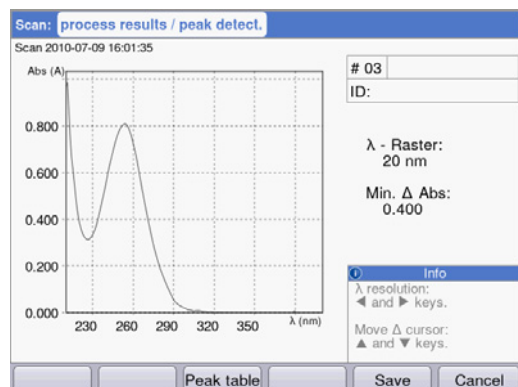 Scan: process results / peak detect.
Scan 2010-07-09 16:01:35
Abs (A)
0.800
0.600
0.400
0.200
0.000
230 260 290 320 350 λ (nm)
# 03
ID:
λ - Raster:
20 nm
Min. Δ Abs:
0.400
i Info
λ resolution:
◀ and ▶ keys.
Move Δ cursor:
▲ and ▼ keys.
Peak table Save Cancel